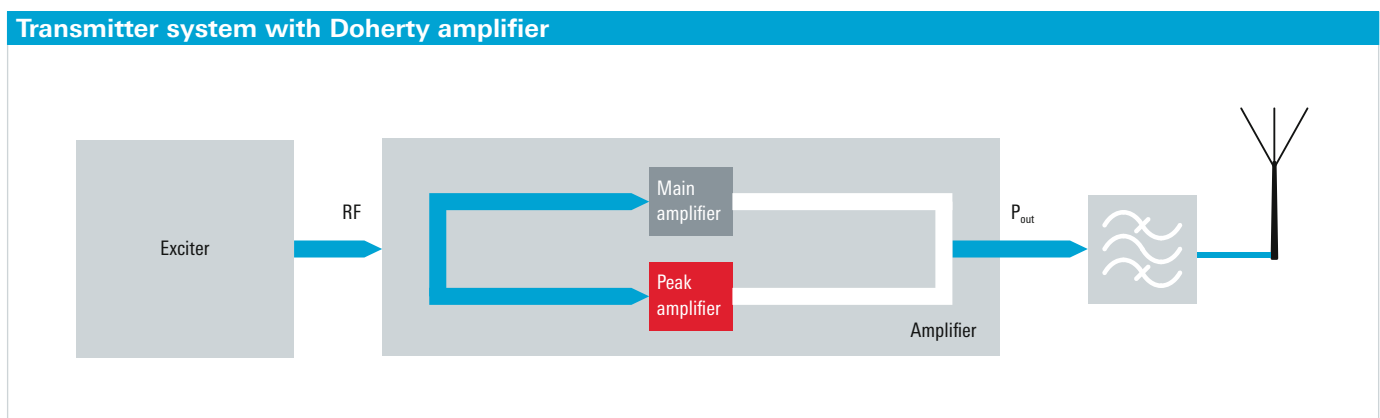 Transmitter system with Doherty amplifier
Exciter
RF
Main
amplifier
Peak
amplifier
Amplifier
Pout